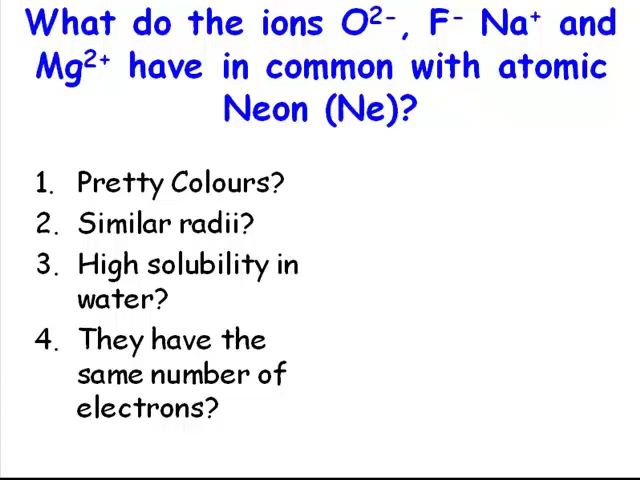 What do the ions O²⁻, F⁻ Na⁺ and
Mg²⁺ have in common with atomic
Neon (Ne)?
1. Pretty Colours?
2. Similar radii?
3. High solubility in
water?
4. They have the
same number of
electrons?